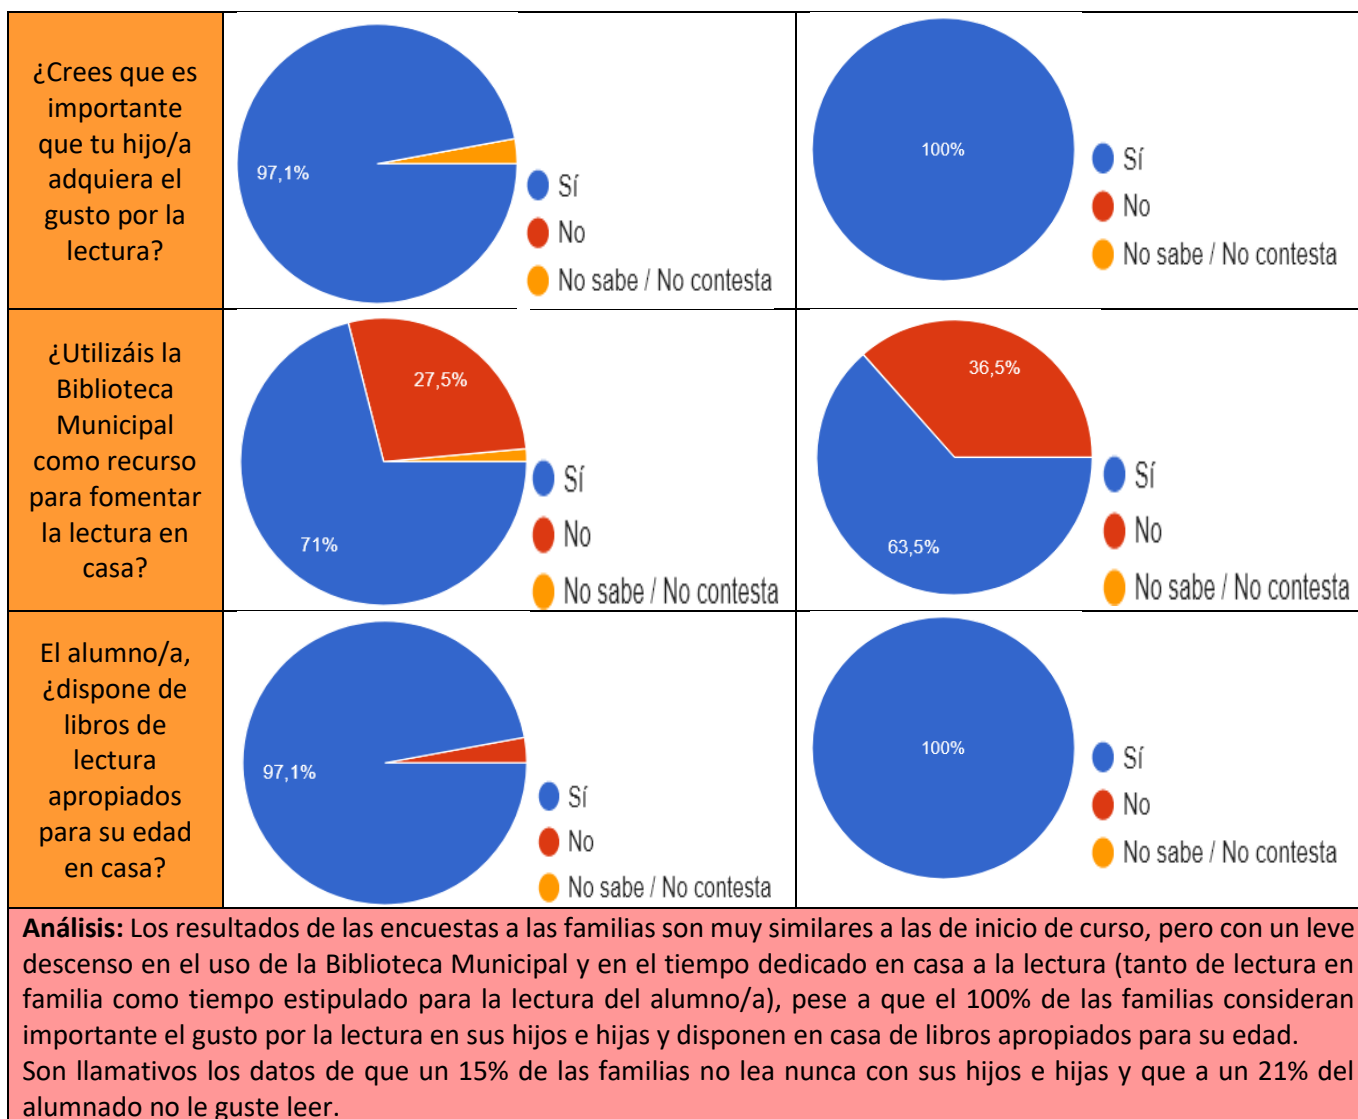 ¿Crees que es
importante
que tu hijo/a
adquiera el
gusto por la
lectura?
97,1%
Sí
No
No sabe / No contesta
100%
Sí
No
No sabe / No contesta
¿Utilizáis la
Biblioteca
Municipal
como recurso
para fomentar
la lectura en
casa?
27,5%
71%
Sí
No
No sabe / No contesta
36,5%
63,5%
Sí
No
No sabe / No contesta
El alumno/a,
¿dispone de
libros de
lectura
apropiados
para su edad
en casa?
97,1%
Sí
No
No sabe / No contesta
100%
Sí
No
No sabe / No contesta
Análisis: Los resultados de las encuestas a las familias son muy similares a las de inicio de curso, pero con un leve
descenso en el uso de la Biblioteca Municipal y en el tiempo dedicado en casa a la lectura (tanto de lectura en
familia como tiempo estipulado para la lectura del alumno/a), pese a que el 100% de las familias consideran
importante el gusto por la lectura en sus hijos e hijas y disponen en casa de libros apropiados para su edad.
Son llamativos los datos de que un 15% de las familias no lea nunca con sus hijos e hijas y que a un 21% del
alumnado no le guste leer.